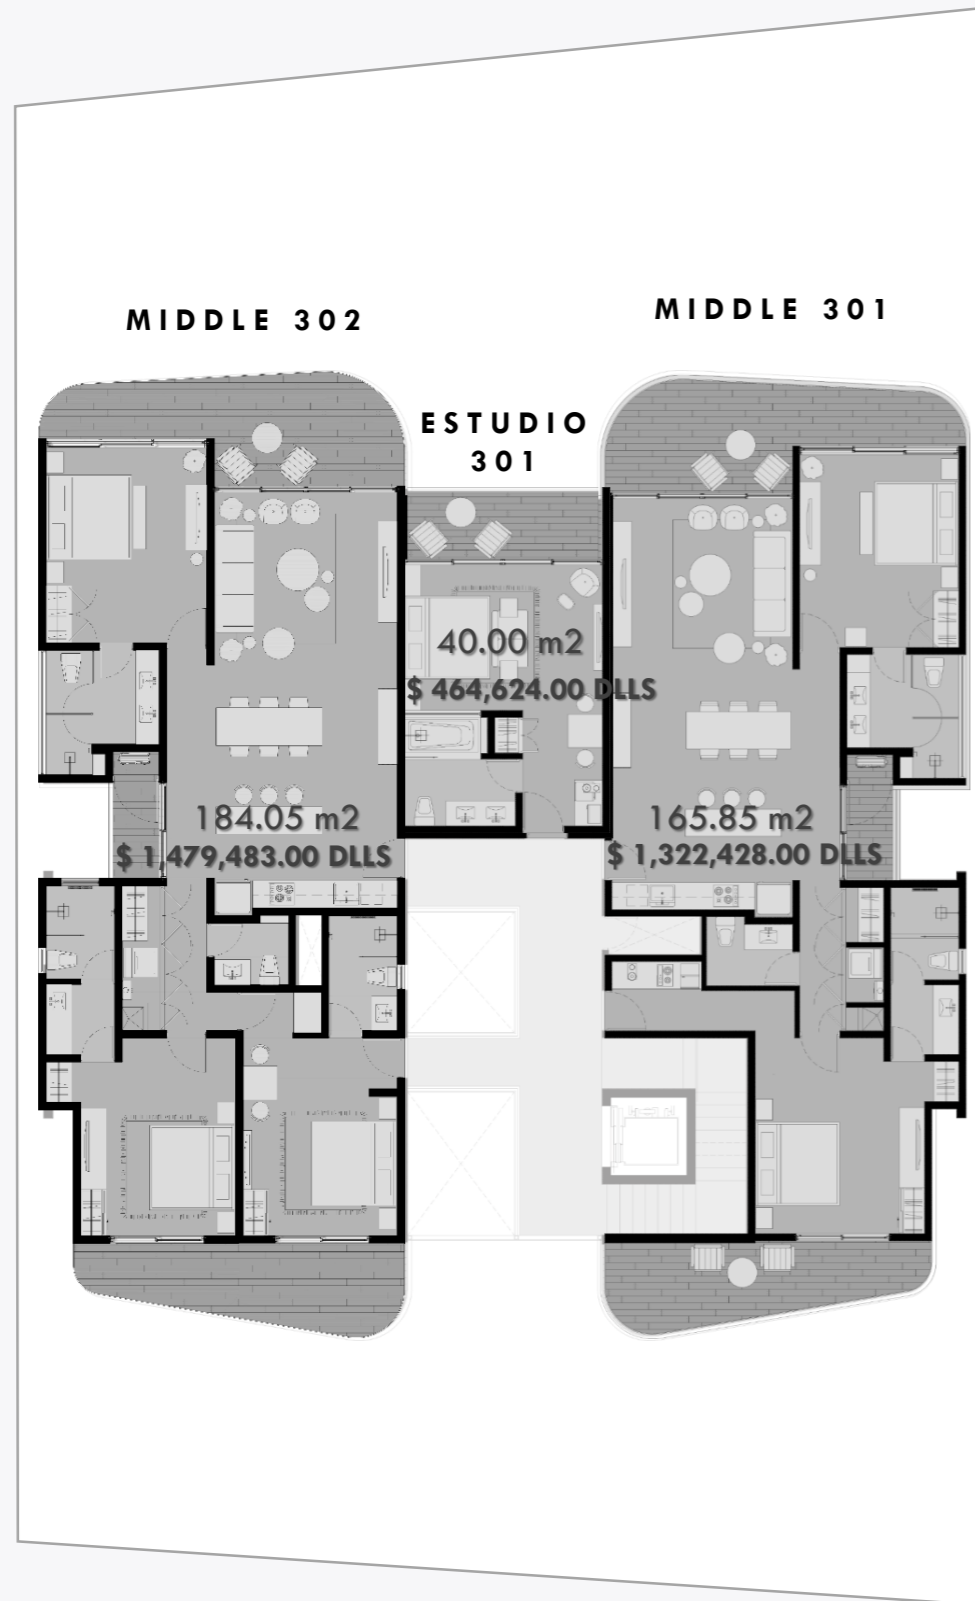 MIDDLE 302
MIDDLE 301
ESTUDIO
301
40.00 m2
$ 464,624.00 DLLS
184.05 m2
$ 1,479,483.00 DLLS
165.85 m2
$ 1,322,428.00 DLLS